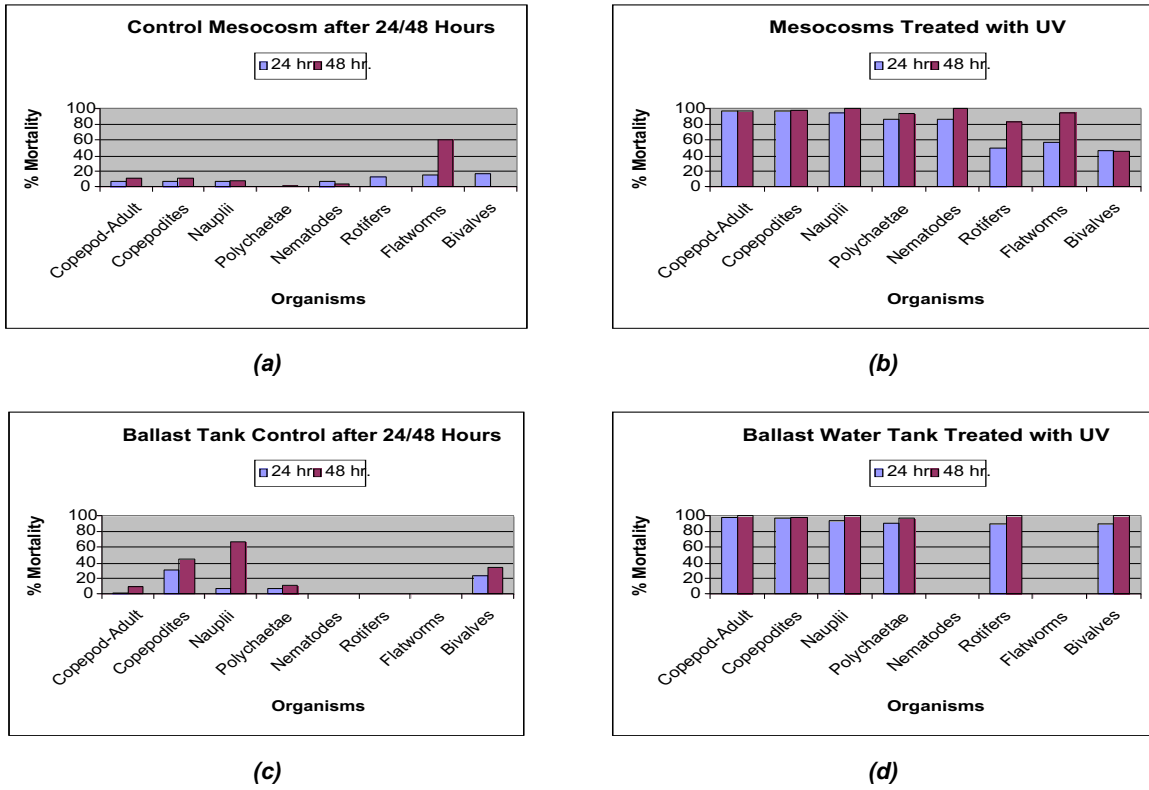 Control Mesocosm after 24/48 Hours
24 hr 48 hr.
% Mortality
100
80
60
40
20
0
Copepod-Adult
Copepodites
Nauplii
Polychaetae
Nematodes
Rotifers
Flatworms
Bivalves
Organisms
(a)
Mesocosms Treated with UV
24 hr 48 hr.
% Mortality
100
80
60
40
20
0
Copepod-Adult
Copepodites
Nauplii
Polychaetae
Nematodes
Rotifers
Flatworms
Bivalves
Organisms
(b)
Ballast Tank Control after 24/48 Hours
24 hr 48 hr.
% Mortality
100
80
60
40
20
0
Copepod-Adult
Copepodites
Nauplii
Polychaetae
Nematodes
Rotifers
Flatworms
Bivalves
Organisms
(c)
Ballast Water Tank Treated with UV
24 hr 48 hr.
% Mortality
100
80
60
40
20
0
Copepod-Adult
Copepodites
Nauplii
Polychaetae
Nematodes
Rotifers
Flatworms
Bivalves
Organisms
(d)